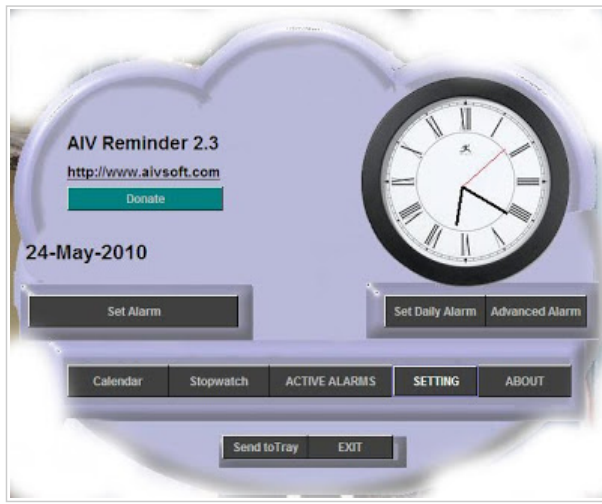 AIV Reminder 2.3
http://www.aivsoft.com
Donate
24-May-2010
Set Alarm
Set Daily Alarm Advanced Alarm
Calendar Stopwatch ACTIVE ALARMS SETTING ABOUT
Send toTray EXIT